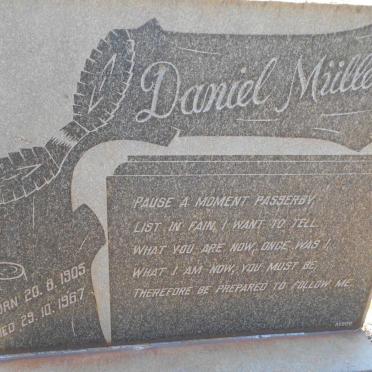 Daniel Mülle
PAUSE A MOMENT PASSERBY,
LIST IN FAIN, I WANT TO TELL.
WHAT YOU ARE NOW, ONCE WAS I,
WHAT I AM NOW, YOU MUST BE,
THEREFORE BE PREPARED TO FOLLOW ME.
ORN 20. 8. 1905
IED 29. 10. 1967